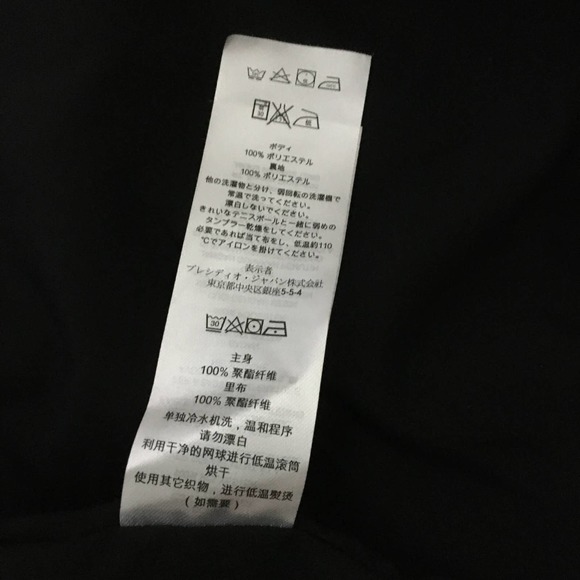 ボディ
100% ポリエステル
裏地
100% ポリエステル
他の洗濯物と分け、弱回転の洗濯機で
常温で洗ってください。
漂白しないでください。
きれいなテニスボールと一緒に弱めの
タンブラー乾燥をしてください。
必要であれば当て布をし、低温約110
℃でアイロンを掛けてください。
表示者
プレシディオ・ジャパン株式会社
東京都中央区銀座5-5-4
30
主身
100% 聚酯纤维
里布
100% 聚酯纤维
单独冷水机洗，温和程序
请勿漂白
利用干净的网球进行低温滚筒
烘干
使用其它织物，进行低温熨烫
（如需要）